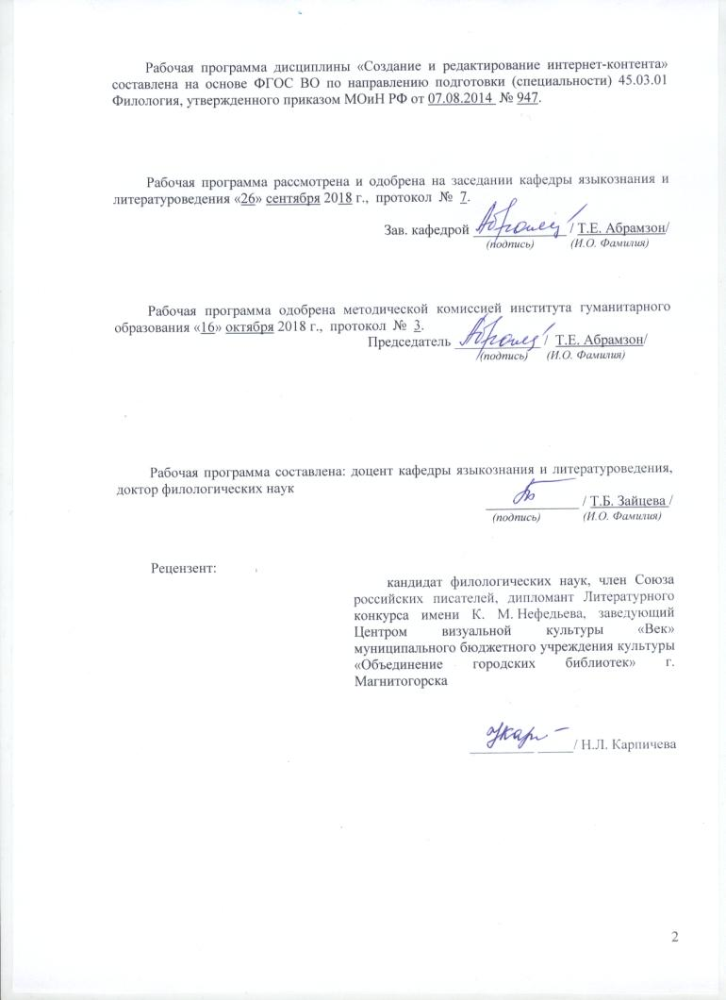 Рабочая программа дисциплины «Создание и редактирование интернет-контента»
составлена на основе ФГОС ВО по направлению подготовки (специальности) 45.03.01
Филология, утвержденного приказом МОиН РФ от 07.08.2014 № 947.
Рабочая программа рассмотрена и одобрена на заседании кафедры языкознания и
литературоведения «26» сентября 2018 г., протокол № 7.
Зав. кафедрой ____________ / Т.Е. Абрамзон/
(подпись) (И.О. Фамилия)
Рабочая программа одобрена методической комиссией института гуманитарного
образования «16» октября 2018 г., протокол № 3.
Председатель ____________ / Т.Е. Абрамзон/
(подпись) (И.О. Фамилия)
Рабочая программа составлена: доцент кафедры языкознания и литературоведения,
доктор филологических наук
____________ / Т.Б. Зайцева /
(подпись) (И.О. Фамилия)
Рецензент:
кандидат филологических наук, член Союза
российских писателей, дипломант Литературного
конкурса имени К. М. Нефедьева, заведующий
Центром визуальной культуры «Век»
муниципального бюджетного учреждения культуры
«Объединение городских библиотек» г.
Магнитогорска
_________ _____/ Н.Л. Карпичева
2